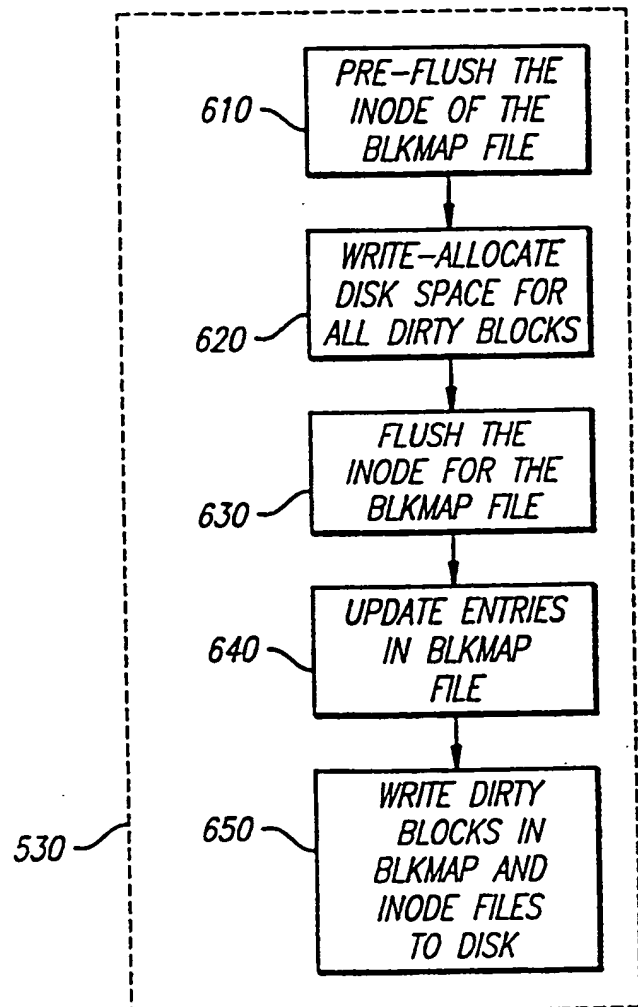 610
PRE-FLUSH THE
INODE OF THE
BLKMAP FILE
620
WRITE-ALLOCATE
DISK SPACE FOR
ALL DIRTY BLOCKS
630
FLUSH THE
INODE FOR THE
BLKMAP FILE
640
UPDATE ENTRIES
IN BLKMAP
FILE
530
650
WRITE DIRTY
BLOCKS IN
BLKMAP AND
INODE FILES
TO DISK